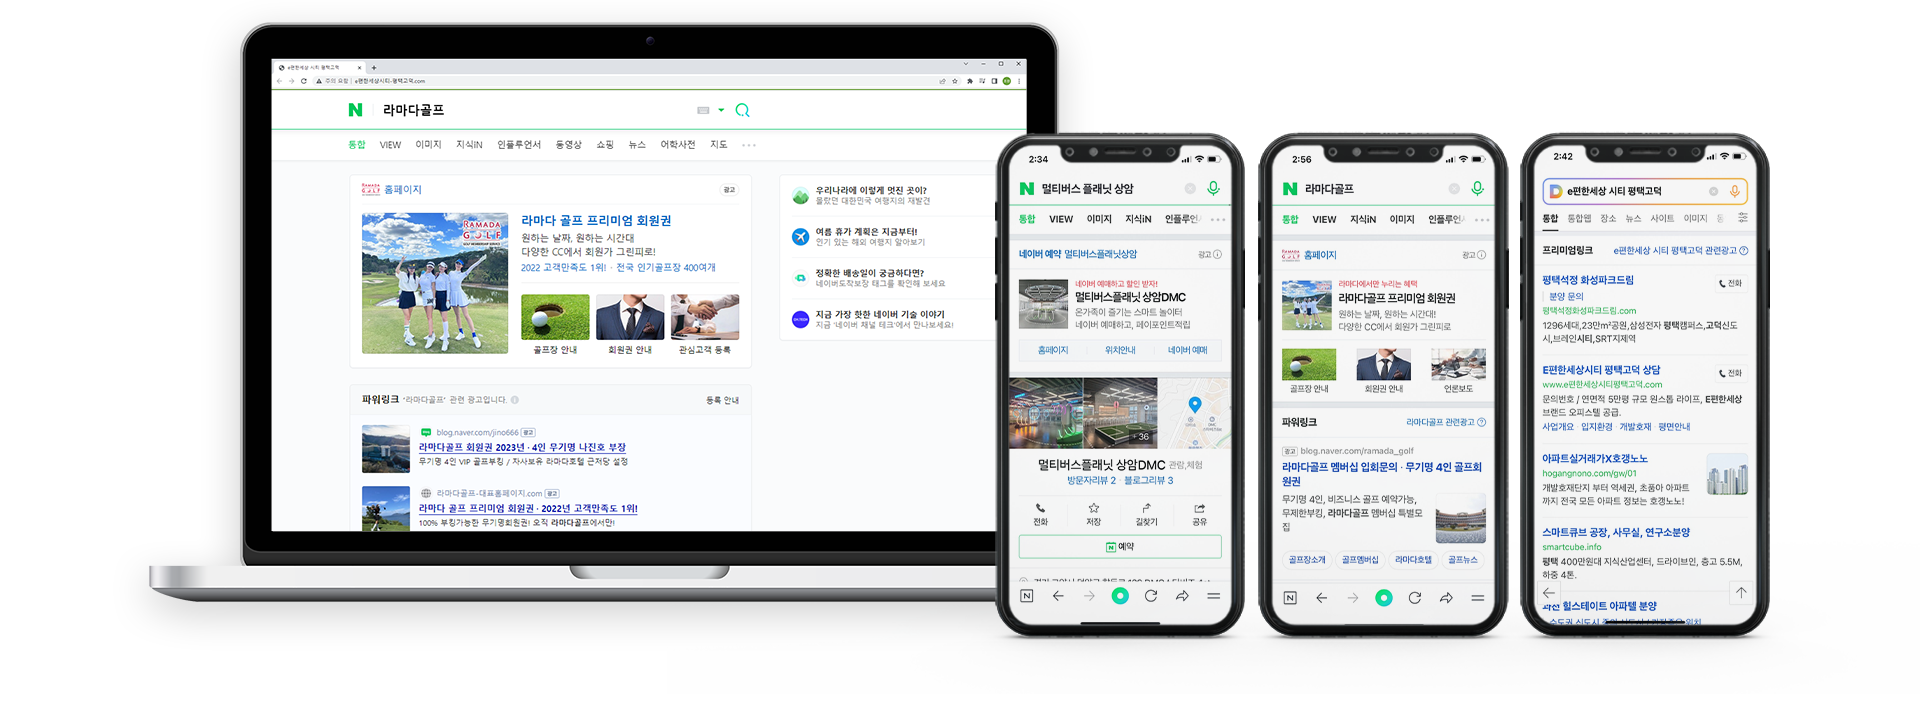 e편한세상 시티-평택고덕
주의 요함 | e편한세상시티-평택고덕.com
N 라마다골프
통합 VIEW 이미지 지식iN 인플루언서 동영상 쇼핑 뉴스 어학사전 지도
RAMADA GOLF 홈페이지 광고
RAMADA GOLF
라마다 골프 프리미엄 회원권
원하는 날짜, 원하는 시간대
다양한 CC에서 회원가 그린피로!
2022 고객만족도 1위! · 전국 인기골프장 400여개
골프장 안내 회원권 안내 관심고객 등록
우리나라에 이렇게 멋진 곳이?
몰랐던 대한민국 여행지의 재발견
여름 휴가 계획은 지금부터!
인기 있는 해외 여행지 알아보기
정확한 배송일이 궁금하다면?
네이버도착보장 태그를 확인해 보세요
지금 가장 핫한 네이버 기술 이야기
지금 '네이버 채널 테크'에서 만나보세요!
파워링크 '라마다골프' 관련 광고입니다. 등록 안내
blog.naver.com/jino666 광고
라마다골프 회원권 2023년 · 4인 무기명 나진호 부장
무기명 4인 VIP 골프부킹 / 자사보유 라마다호텔 근저당 설정
라마다골프-대표홈페이지.com 광고
라마다 골프 프리미엄 회원권 · 2022년 고객만족도 1위!
100% 부킹가능한 무기명회원권! 오직 라마다골프에서만!
2:34
N 멀티버스 플래닛 상암
통합 VIEW 이미지 지식iN 인플루언
네이버 예약 멀티버스플래닛상암 광고
네이버 예매하고 할인 받자!
멀티버스플래닛 상암DMC
온가족이 즐기는 스마트 놀이터
네이버 예매하고, 페이포인트적립
홈페이지 위치안내 네이버 예매
+36
멀티버스플래닛 상암DMC 관람,체험
방문자리뷰 2 · 블로그리뷰 3
전화 저장 길찾기 공유
예약
2:56
N 라마다골프
통합 VIEW 지식iN 이미지 인플루언
RAMADA GOLF 홈페이지 광고
라마다에서만 누리는 혜택
라마다골프 프리미엄 회원권
원하는 날짜, 원하는 시간대!
다양한 CC에서 회원가 그린피로
골프장 안내 회원권 안내 언론보도
파워링크 라마다골프 관련광고
광고 blog.naver.com/ramada_golf
라마다골프 멤버십 입회문의 · 무기명 4인 골프회
원권
무기명 4인, 비즈니스 골프 예약가능,
무제한부킹, 라마다골프 멤버십 특별모
집
골프장소개 골프멤버십 라마다호텔 골프뉴스
2:42
D e편한세상 시티 평택고덕
통합 통합웹 장소 뉴스 사이트 이미지
프리미엄링크 e편한세상 시티 평택고덕 관련광고
평택석정 화성파크드림 전화
분양 문의
평택석정화성파크드림.com
1296세대,23만m²공원,삼성전자 평택캠퍼스,고덕신도
시,브레인시티,SRT지제역
E편한세상시티 평택고덕 상담 전화
www.e편한세상시티평택고덕.com
문의번호 / 연면적 5만평 규모 원스톱 라이프, E편한세상
브랜드 오피스텔 공급.
사업개요 · 입지환경 · 개발호재 · 평면안내
아파트실거래가X호갱노노
hogangnono.com/gw/01
개발호재단지 부터 역세권, 초품아 아파트
까지 전국 모든 아파트 정보는 호갱노노!
스마트큐브 공장, 사무실, 연구소분양
smartcube.info
평택 400만원대 지식산업센터, 드라이브인, 층고 5.5M,
하중 4톤.
힐스테이트 아파텔 분양